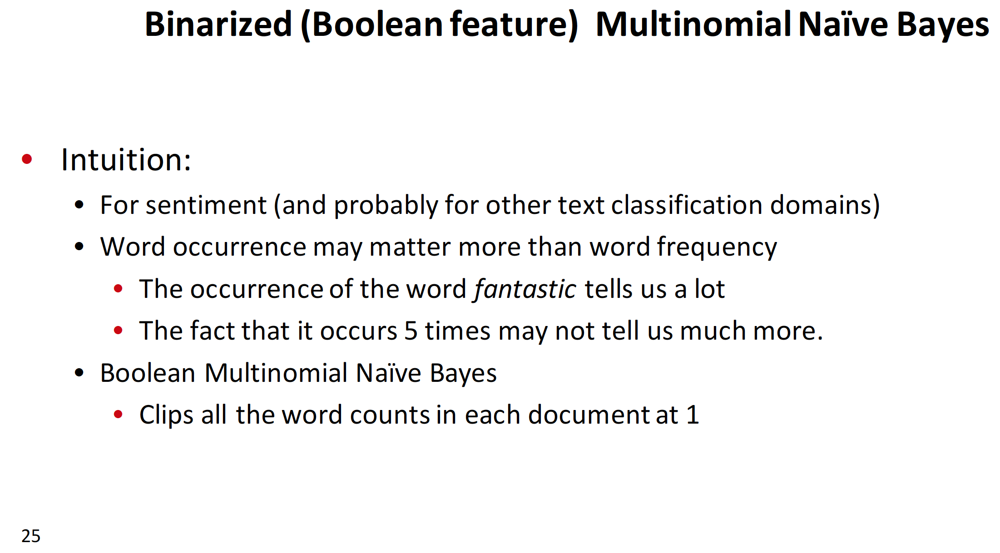 Binarized (Boolean feature) Multinomial Naïve Bayes
• Intuition:
• For sentiment (and probably for other text classification domains)
• Word occurrence may matter more than word frequency
• The occurrence of the word fantastic tells us a lot
• The fact that it occurs 5 times may not tell us much more.
• Boolean Multinomial Naïve Bayes
• Clips all the word counts in each document at 1
25